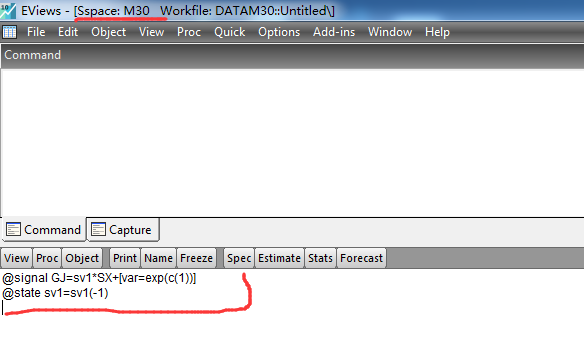 EViews - [Sspace: M30 Workfile: DATAM30::Untitled\]
File Edit Object View Proc Quick Options Add-ins Window Help
Command
Command Capture
View Proc Object Print Name Freeze Spec Estimate Stats Forecast
@signal GJ=sv1*SX+[var=exp(c(1))]
@state sv1=sv1(-1)